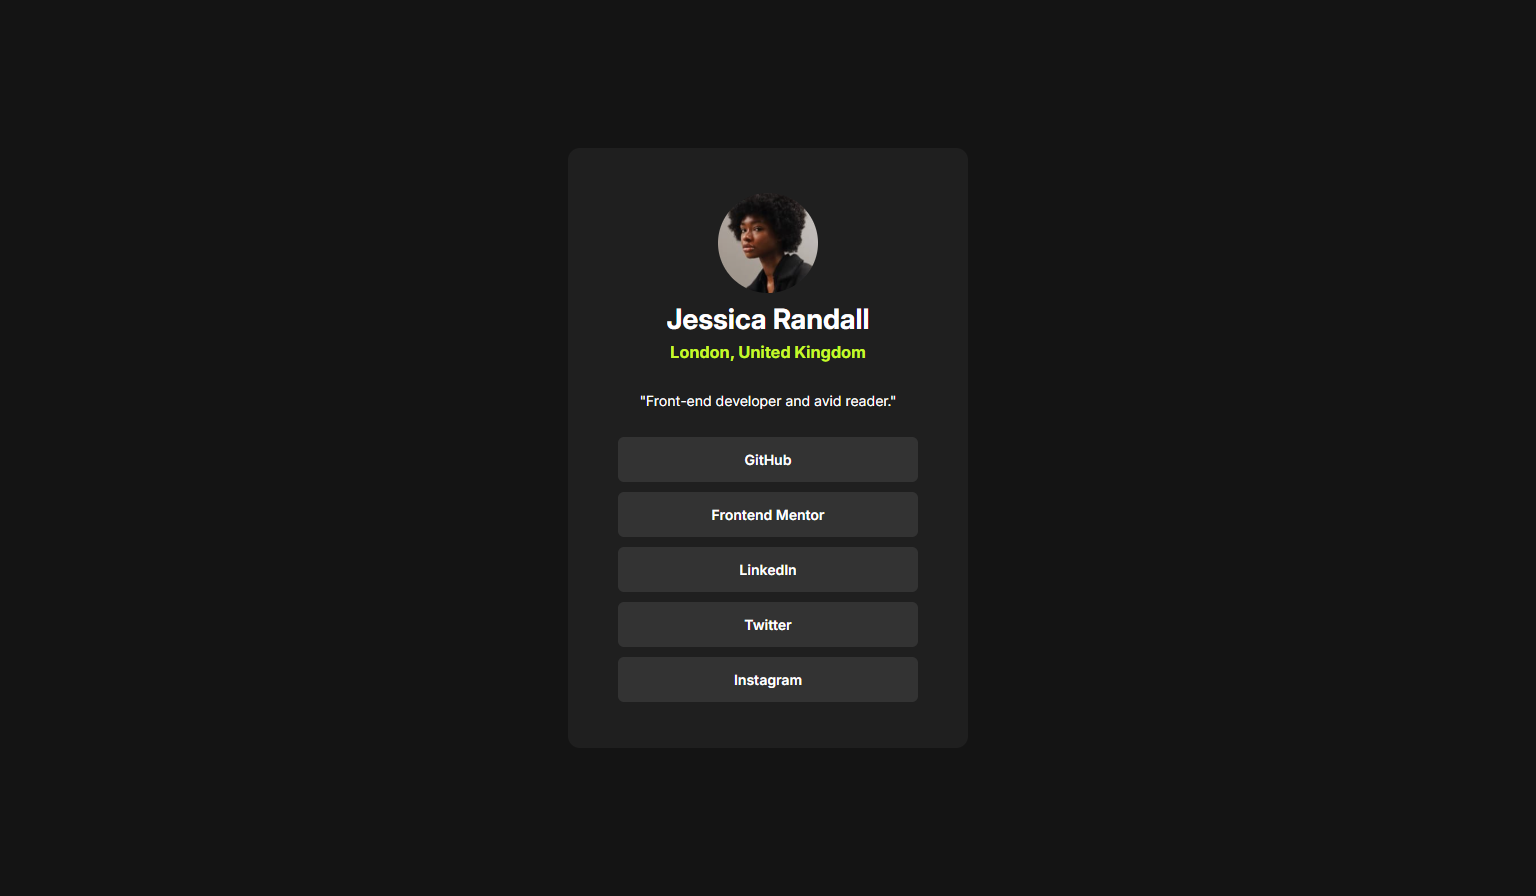 Jessica Randall
London, United Kingdom
"Front-end developer and avid reader."
GitHub
Frontend Mentor
LinkedIn
Twitter
Instagram